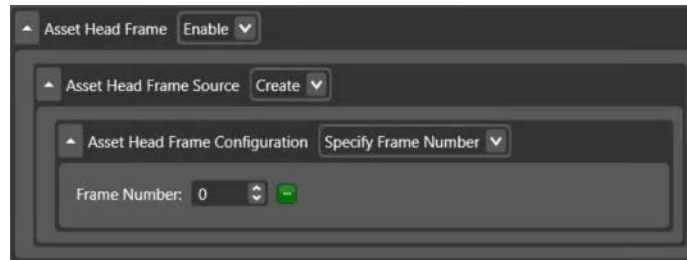 Asset Head Frame Enable
Asset Head Frame Source Create
Asset Head Frame Configuration Specify Frame Number
Frame Number: 0